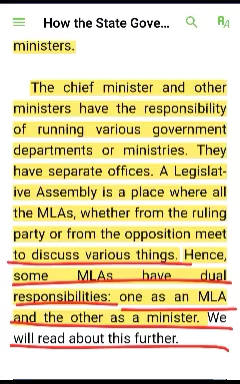 How the State Gove...
ministers.
The chief minister and other
ministers have the responsibility
of running various government
departments or ministries. They
have separate offices. A Legislat-
ive Assembly is a place where all
the MLAs, whether from the ruling
party or from the opposition meet
to discuss various things. Hence,
some MLAs have dual
responsibilities: one as an MLA
and the other as a minister. We
will read about this further.